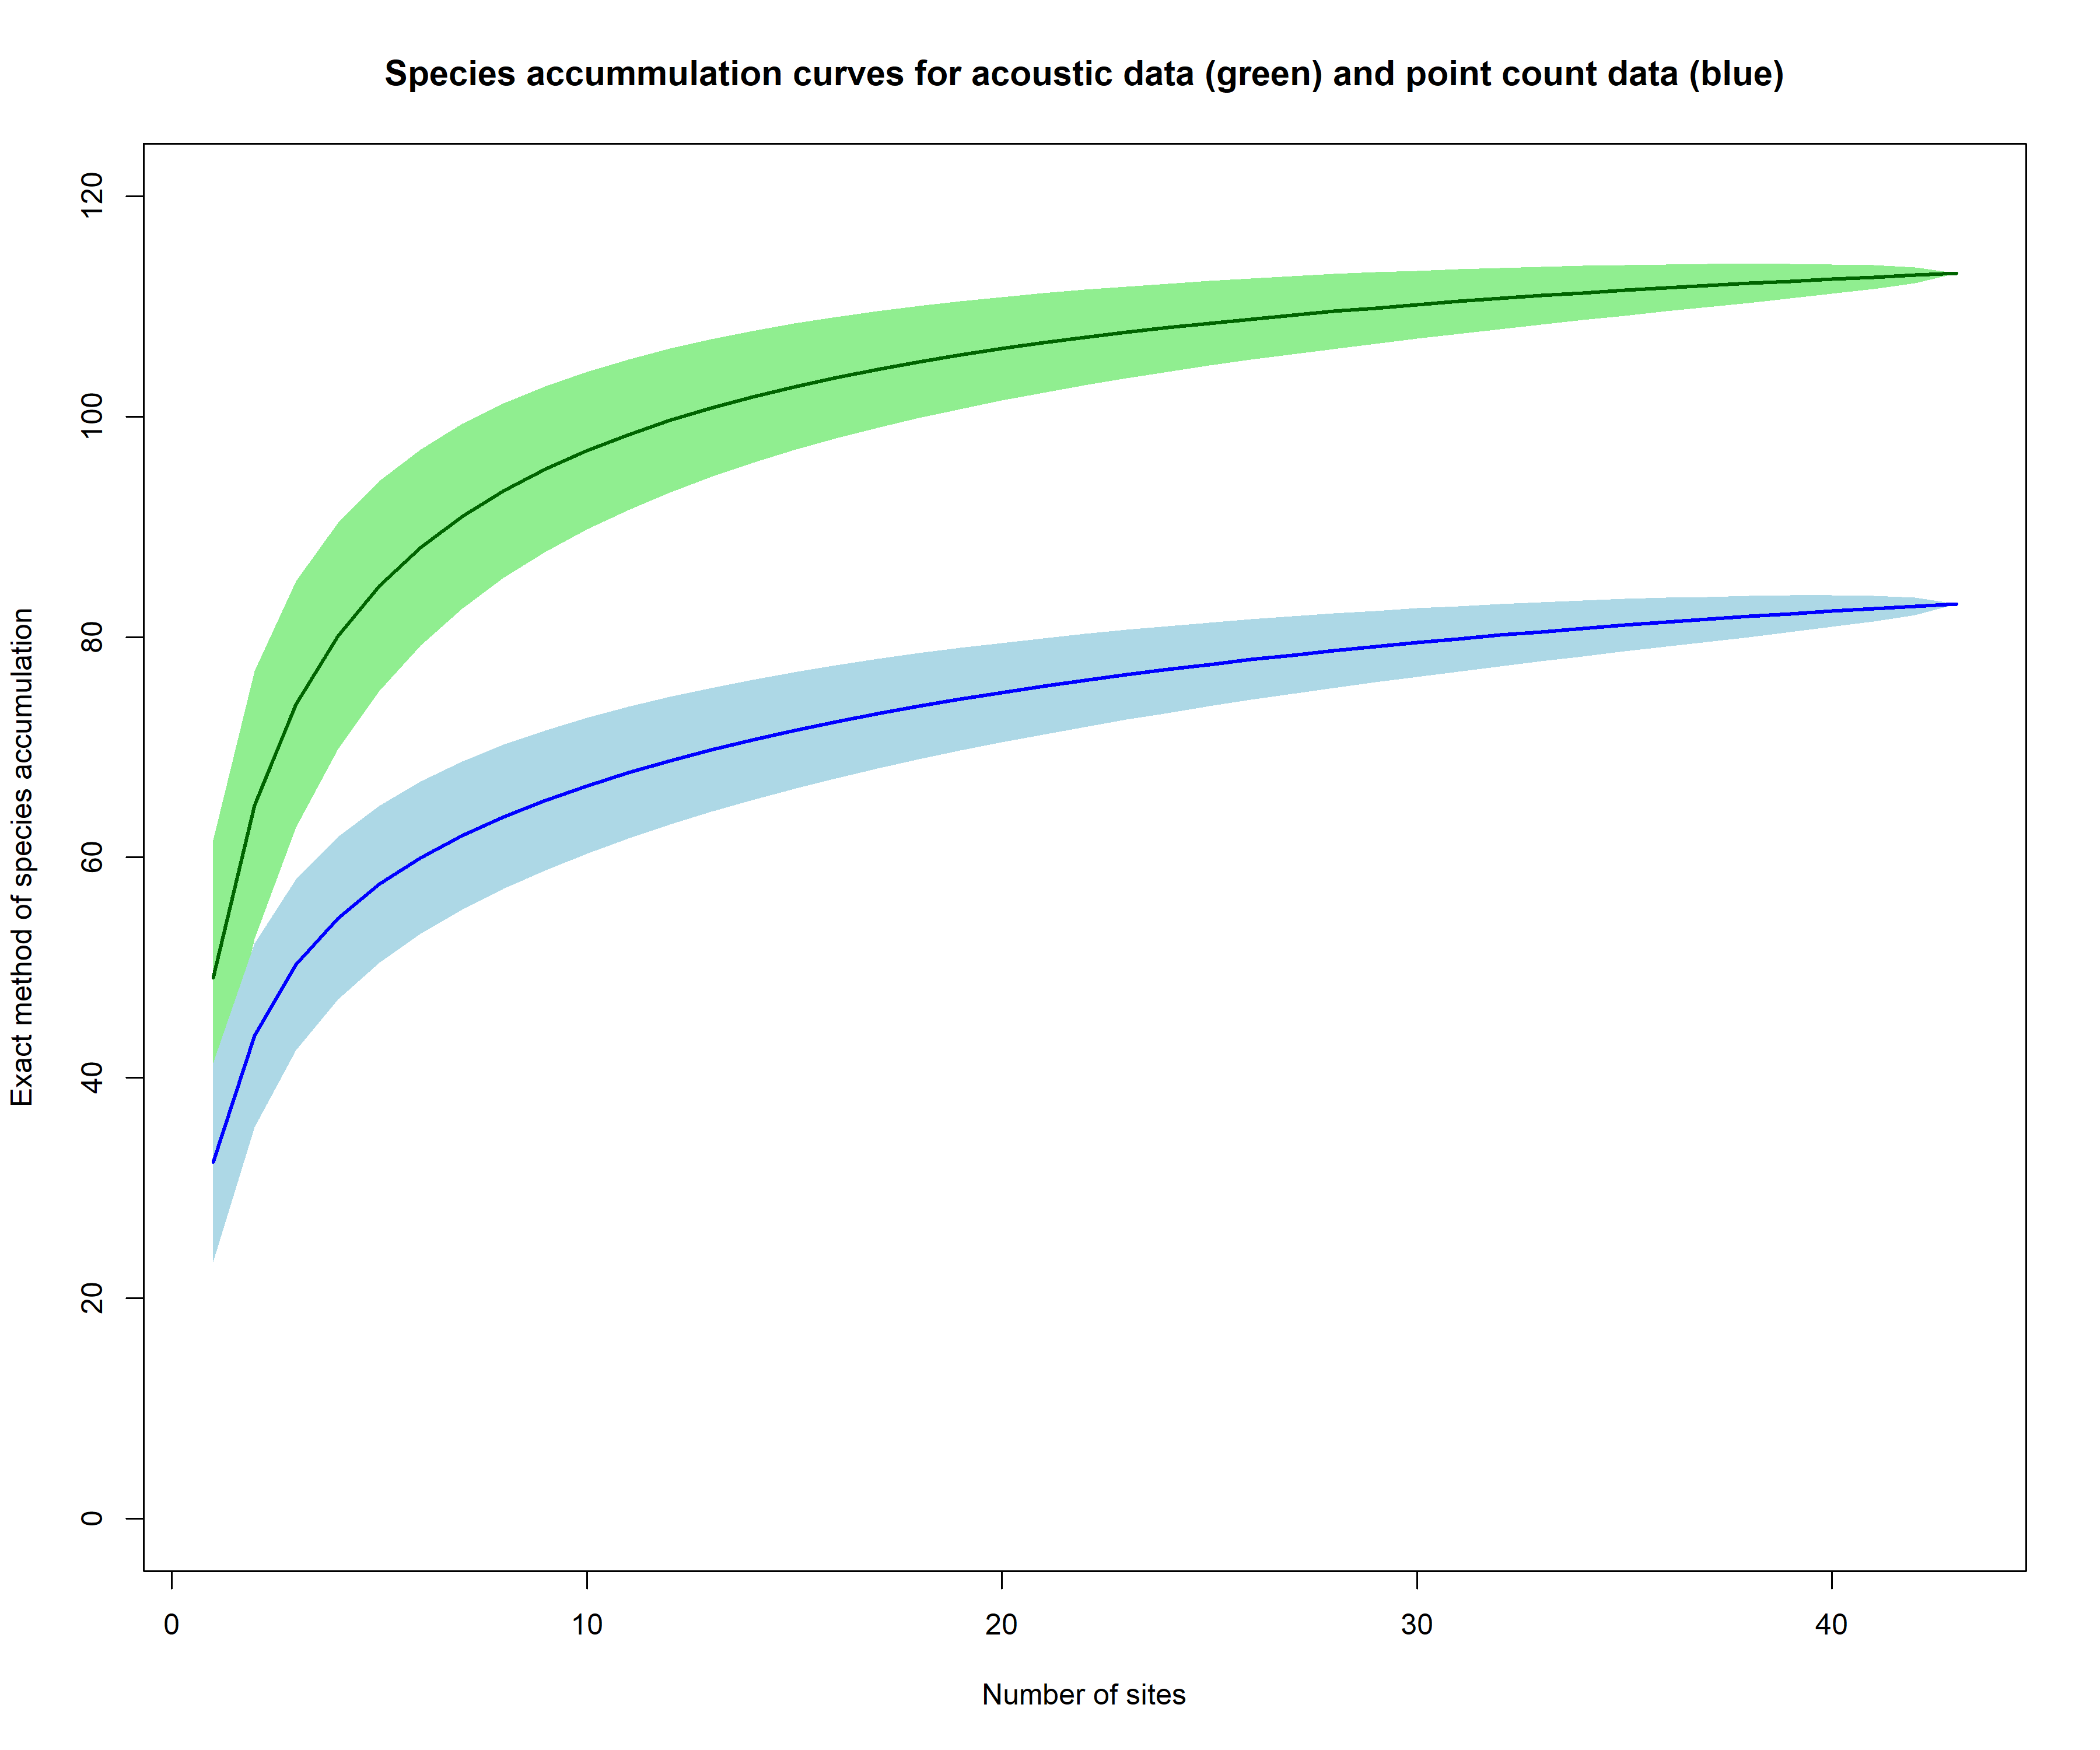 Species accummulation curves for acoustic data (green) and point count data (blue)
Exact method of species accumulation
120
100
80
60
40
20
0
0 10 20 30 40
Number of sites